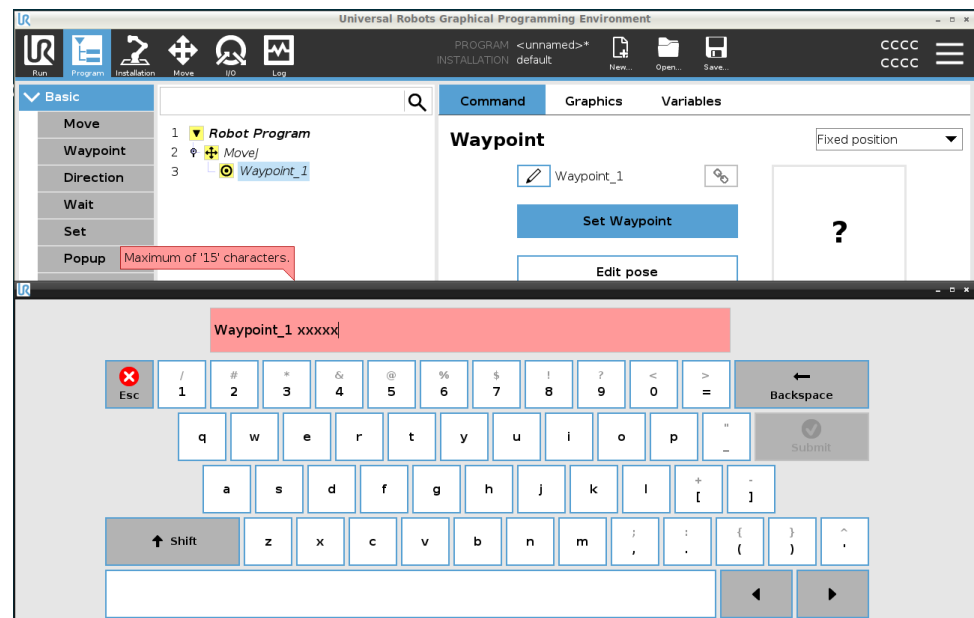 UR Universal Robots Graphical Programming Environment
UR Run Program Installation Move I/O Log
PROGRAM <unnamed>*
INSTALLATION default
New... Open... Save...
CCCC
CCCC
Basic
Move
Waypoint
Direction
Wait
Set
Popup
1 Robot Program
2 MoveJ
3 Waypoint_1
Maximum of '15' characters.
Command Graphics Variables
Waypoint
Fixed position
Waypoint_1
Set Waypoint
?
Edit pose
UR
Waypoint_1 xxxxx
Esc / 1 # 2 * 3 & 4 @ 5 % 6 $ 7 ! 8 ? 9 < 0 > = Backspace
q w e r t y u i o p " _ Submit
a s d f g h j k l + [ - ]
Shift z x c v b n m ; , : . { ( } ) ^ '